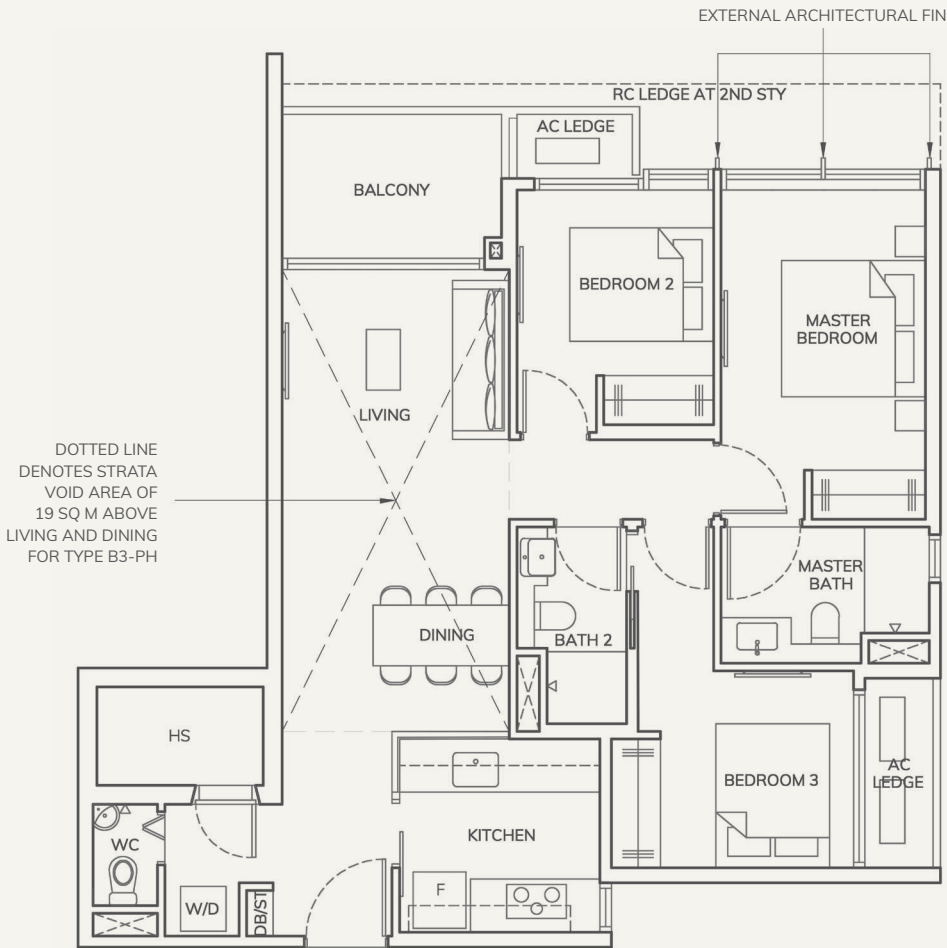 EXTERNAL ARCHITECTURAL FIN
RC LEDGE AT 2ND STY
AC LEDGE
BALCONY
BEDROOM 2
MASTER
BEDROOM
LIVING
DOTTED LINE
DENOTES STRATA
VOID AREA OF
19 SQ M ABOVE
LIVING AND DINING
FOR TYPE B3-PH
MASTER
BATH
DINING
BATH 2
HS
AC
LEDGE
BEDROOM 3
KITCHEN
WC
F
W/D
DB/ST